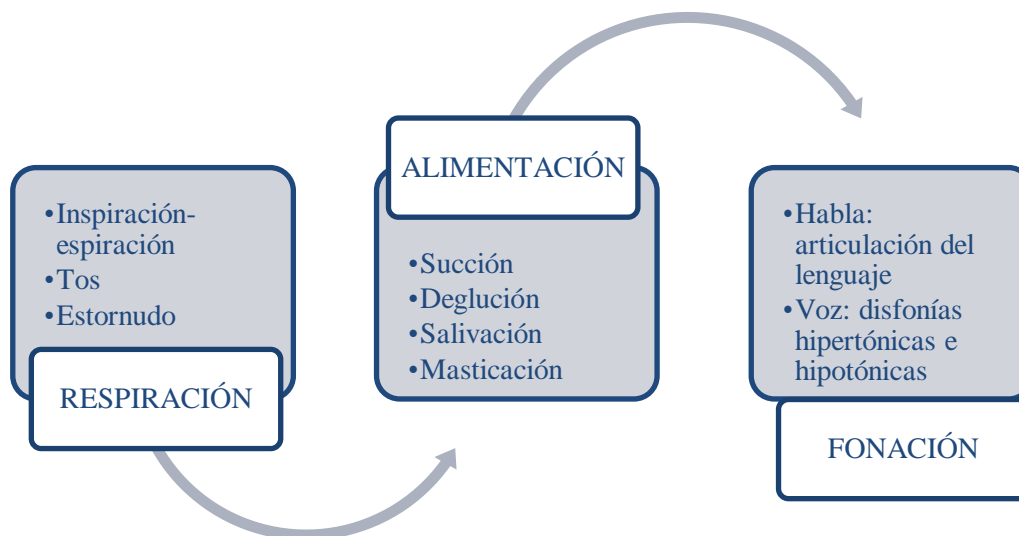 •Inspiración-
espiración
•Tos
•Estornudo
RESPIRACIÓN
ALIMENTACIÓN
•Succión
•Deglución
•Salivación
•Masticación
•Habla:
articulación del
lenguaje
•Voz: disfonías
hipertónicas e
hipotónicas
FONACIÓN